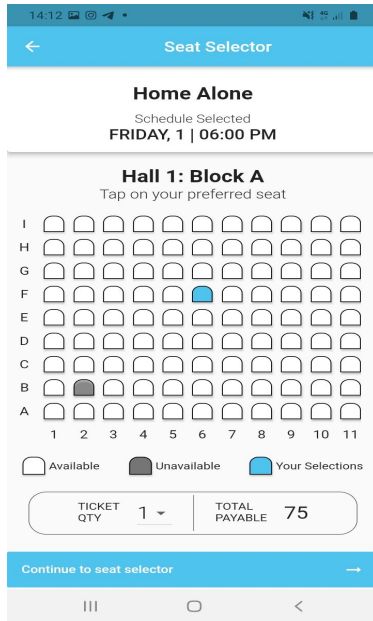 14:12
Seat Selector
Home Alone
Schedule Selected
FRIDAY, 1 | 06:00 PM
Hall 1: Block A
Tap on your preferred seat
I
H
G
F
E
D
C
B
A
1 2 3 4 5 6 7 8 9 10 11
Available Unavailable Your Selections
TICKET QTY 1 TOTAL PAYABLE 75
Continue to seat selector